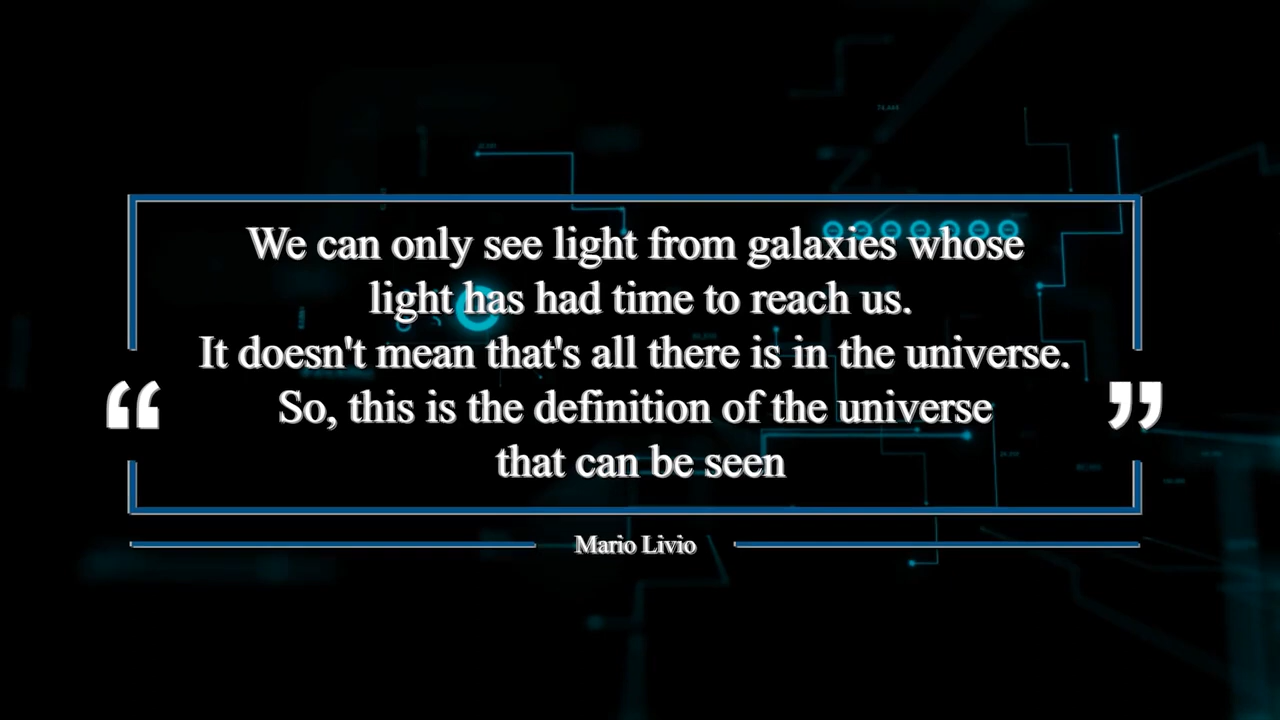 We can only see light from galaxies whose
light has had time to reach us.
It doesn't mean that's all there is in the universe.
So, this is the definition of the universe
that can be seen
Mario Livio